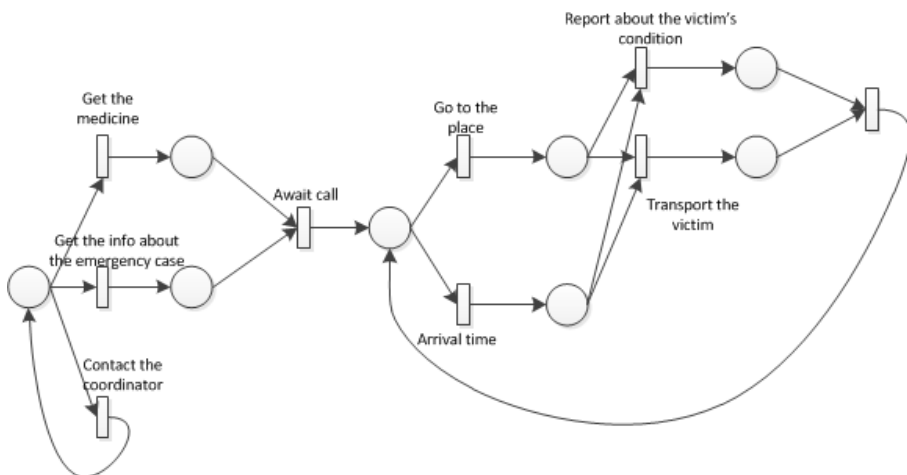 Report about the victim's
condition
Get the
medicine
Go to the
place
Await call
Transport the
victim
Get the info about
the emergency case
Arrival time
Contact the
coordinator